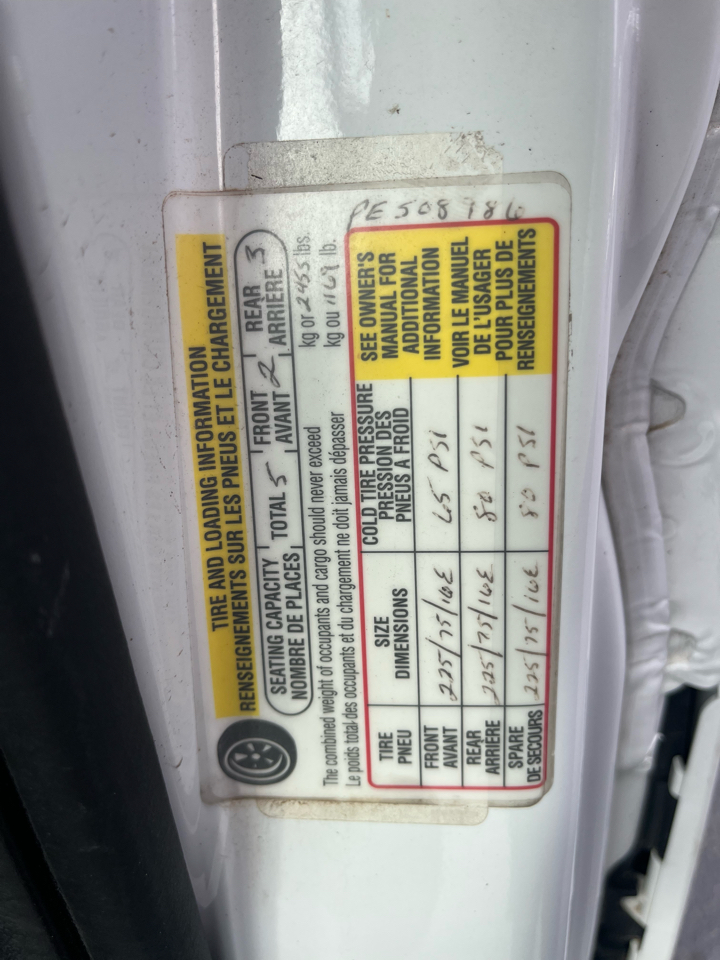 TIRE AND LOADING INFORMATION
RENSEIGNEMENTS SUR LES PNEUS ET LE CHARGEMENT
SEATING CAPACITY TOTAL 5 FRONT 2 REAR 3
NOMBRE DE PLACES AVANT ARRIÈRE
The combined weight of occupants and cargo should never exceed kg or 2455 lbs.
Le poids total des occupants et du chargement ne doit jamais dépasser kg ou 1169 lb.
TIRE SIZE COLD TIRE PRESSURE
PNEU DIMENSIONS PRESSION DES
PNEUS A FROID
FRONT 225/75/16E 65 PSI
AVANT
REAR 225/75/16E 80 PSI
ARRIÈRE
SPARE 225/75/16E 80 PSI
DE SECOURS
SEE OWNER'S
MANUAL FOR
ADDITIONAL
INFORMATION
VOIR LE MANUEL
DE L'USAGER
POUR PLUS DE
RENSEIGNEMENTS